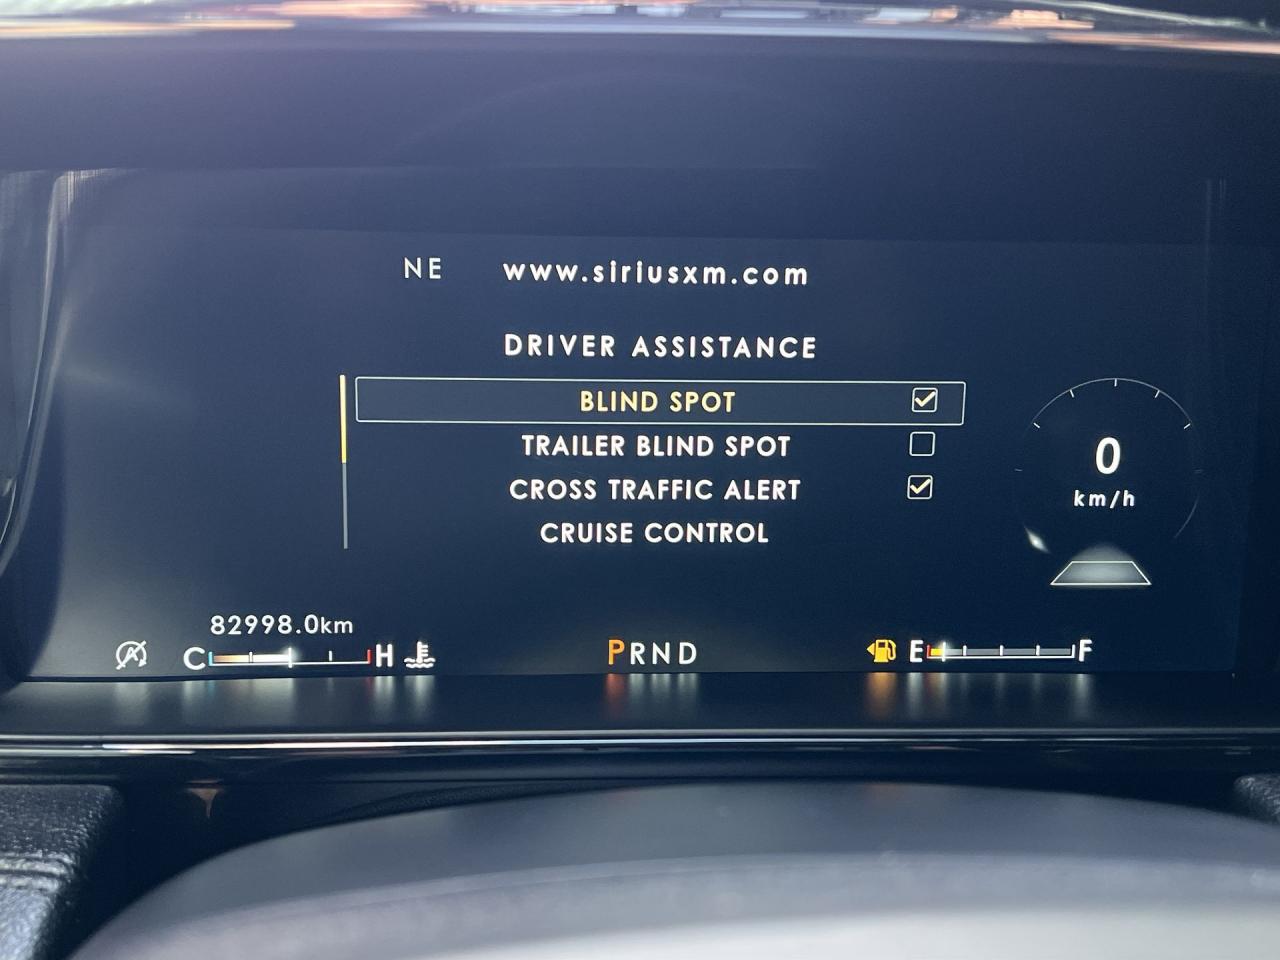 NE www.siriusxm.com
DRIVER ASSISTANCE
BLIND SPOT
TRAILER BLIND SPOT
CROSS TRAFFIC ALERT
CRUISE CONTROL
0
km/h
82998.0km
A C H PRND E F